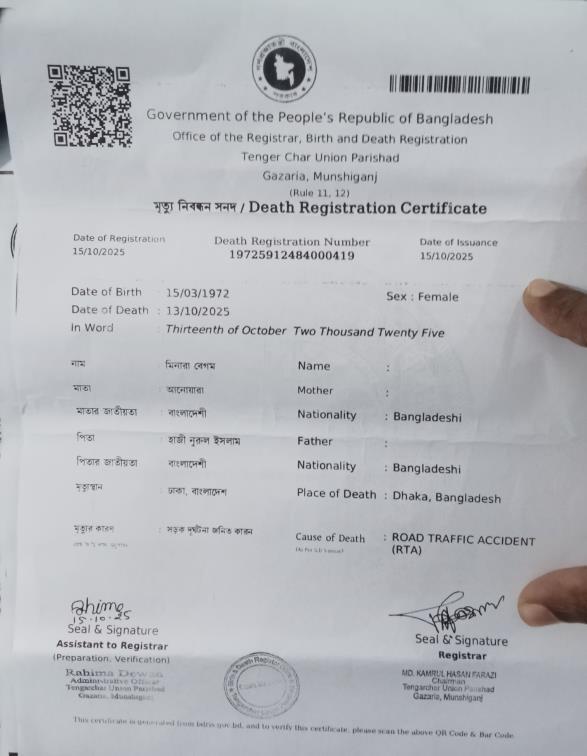 Government of the People's Republic of Bangladesh
Office of the Registrar, Birth and Death Registration
Tenger Char Union Parishad
Gazaria, Munshiganj
(Rule 11, 12)
মৃত্যু নিবন্ধন সনদ / Death Registration Certificate
Date of Registration Death Registration Number Date of Issuance
15/10/2025 19725912484000419 15/10/2025
Date of Birth : 15/03/1972 Sex : Female
Date of Death : 13/10/2025
In Word : Thirteenth of October Two Thousand Twenty Five
নাম : মিনারা বেগম Name :
মাতা : আনোয়ারা Mother :
মাতার জাতীয়তা : বাংলাদেশী Nationality : Bangladeshi
পিতা : হাজী নুরুল ইসলাম Father :
পিতার জাতীয়তা : বাংলাদেশী Nationality : Bangladeshi
মৃত্যুস্থান : ঢাকা, বাংলাদেশ Place of Death : Dhaka, Bangladesh
মৃত্যুর কারণ : সড়ক দুর্ঘটনা জনিত কারন Cause of Death : ROAD TRAFFIC ACCIDENT
(RTA)
15-10-25
Seal & Signature Seal & Signature
Assistant to Registrar Registrar
(Preparation, Verification)
Rahima Dewan MD. KAMRUL HASAN FARAZI
Administrative Officer Chairman
Tengarchar Union Parishad Tengarchor Union Parishad
Gazaria, Munshiganj Gazaria, Munshiganj
This certificate is generated from bdris.gov.bd, and to verify this certificate, please scan the above QR Code & Bar Code.